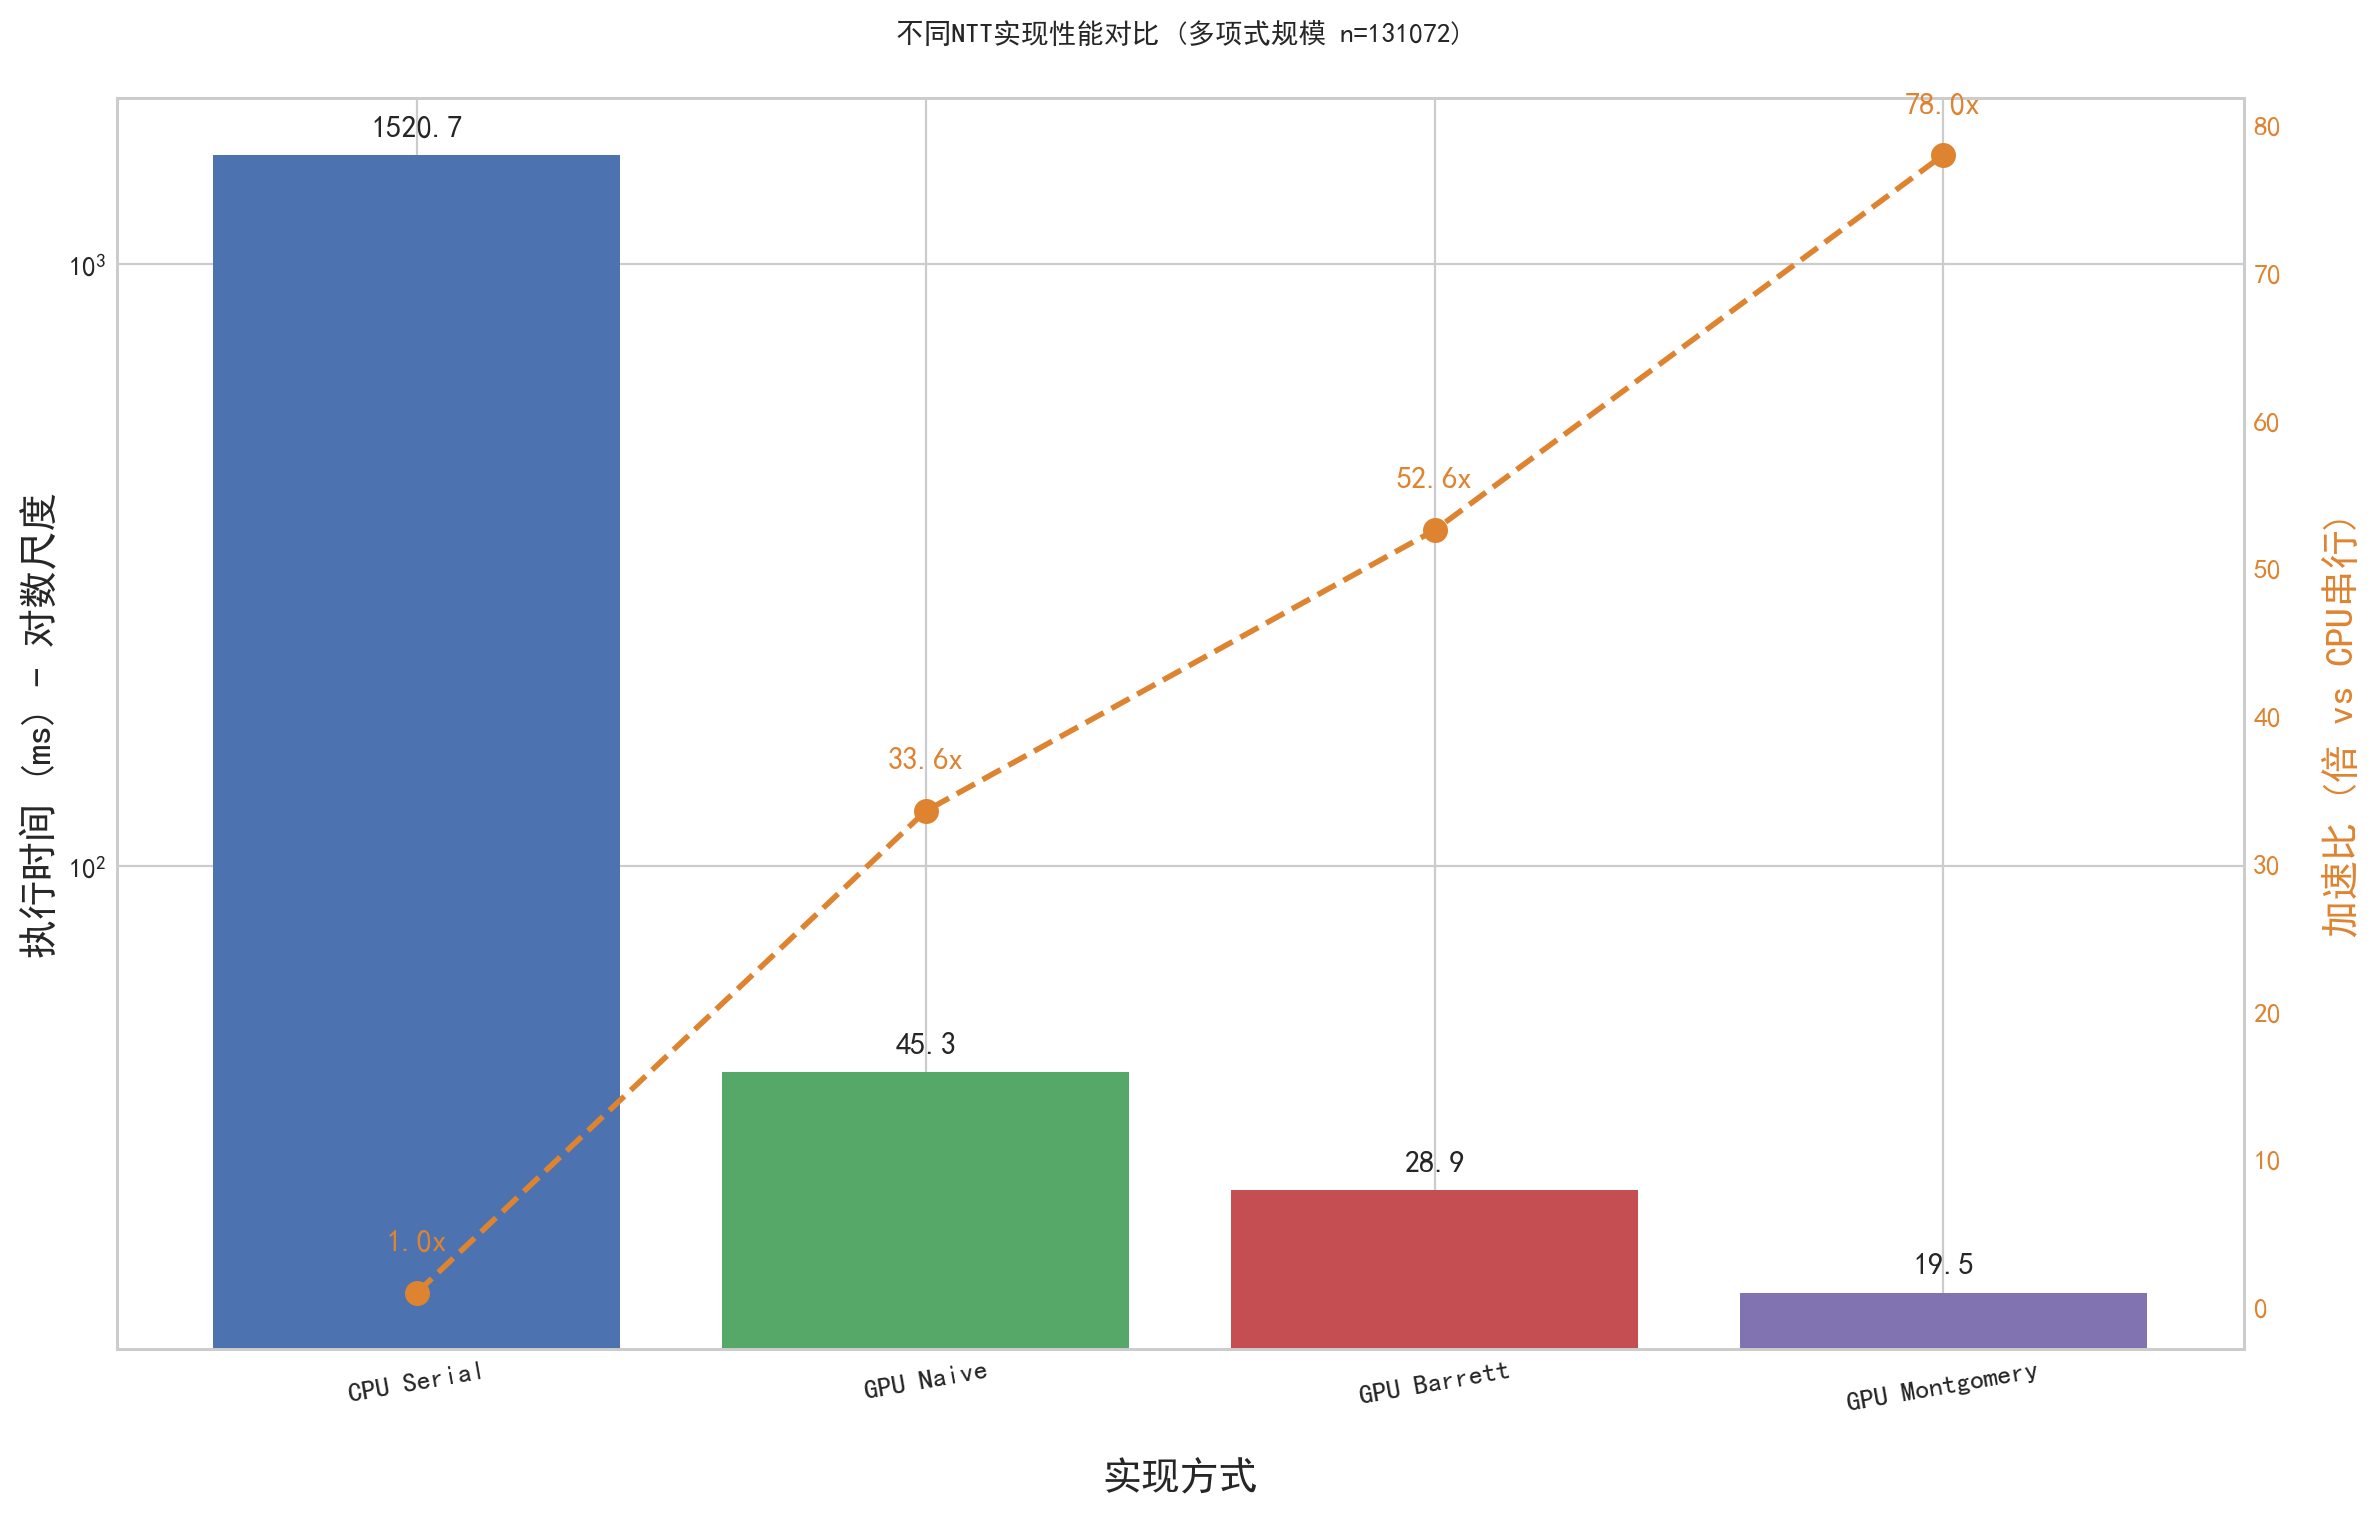 不同NTT实现性能对比 (多项式规模 n=131072)
执行时间 (ms) - 对数尺度
10³
10²
1520.7
45.3
28.9
19.5
1.0x
33.6x
52.6x
78.0x
80
70
60
50
40
30
20
10
0
加速比 (倍 vs CPU串行)
CPU Serial
GPU Naive
GPU Barrett
GPU Montgomery
实现方式